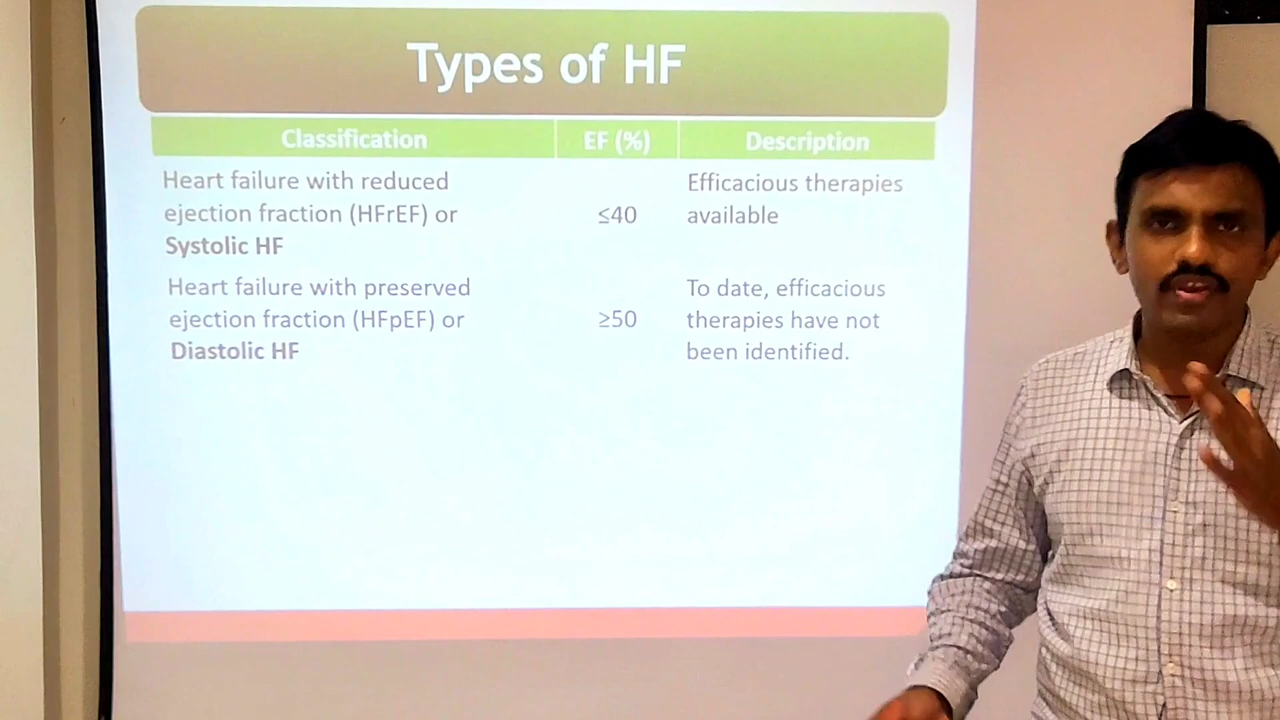 Types of HF
Classification EF (%) Description
Heart failure with reduced
ejection fraction (HFrEF) or
Systolic HF
≤40
Efficacious therapies
available
Heart failure with preserved
ejection fraction (HFpEF) or
Diastolic HF
≥50
To date, efficacious
therapies have not
been identified.